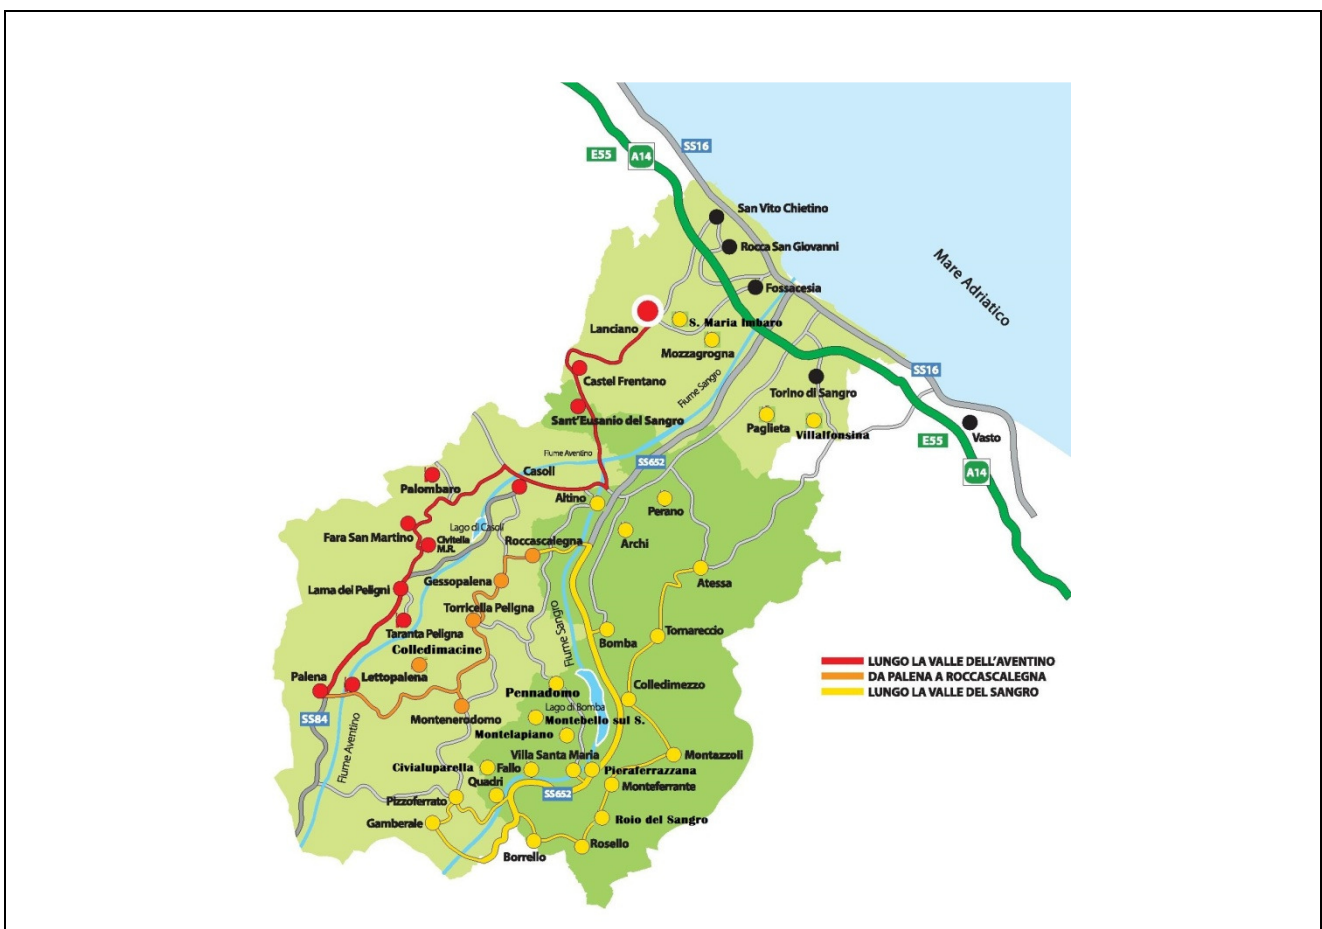 SS16
E55
A14
San Vito Chietino
Rocca San Giovanni
Mare Adriatico
Fossacesia
Lanciano
S. Maria Imbaro
Mozzagrogna
Castel Frentano
Fiume Sangro
SS16
Torino di Sangro
Sant'Eusanio del Sangro
Paglieta
Villalfonsina
Vasto
E55
A14
Fiume Aventino
SS652
Casoli
Palombaro
Altino
Perano
Lago di Casoli
Fara San Martino
Civitella
M.R.
Roccascalegna
Archi
Gessopalena
Atessa
Lama dei Peligni
Torricella Peligna
Taranta Peligna
Fiume Sangro
Bomba
Tornareccio
Colledimacine
LUNGO LA VALLE DELL'AVENTINO
DA PALENA A ROCCASCALEGNA
LUNGO LA VALLE DEL SANGRO
Palena
Lettopalena
Pennadomo
Colledimezzo
Lago di Bomba
SS84
Montenerodomo
Montebello sul S.
Montelapiano
Fiume Aventino
Villa Santa Maria
Montazzoli
Civialuparella
Fallo
Pieraferrazzana
Quadri
Monteferrante
SS652
Pizzoferrato
Gamberale
Roio del Sangro
Rosello
Borrello